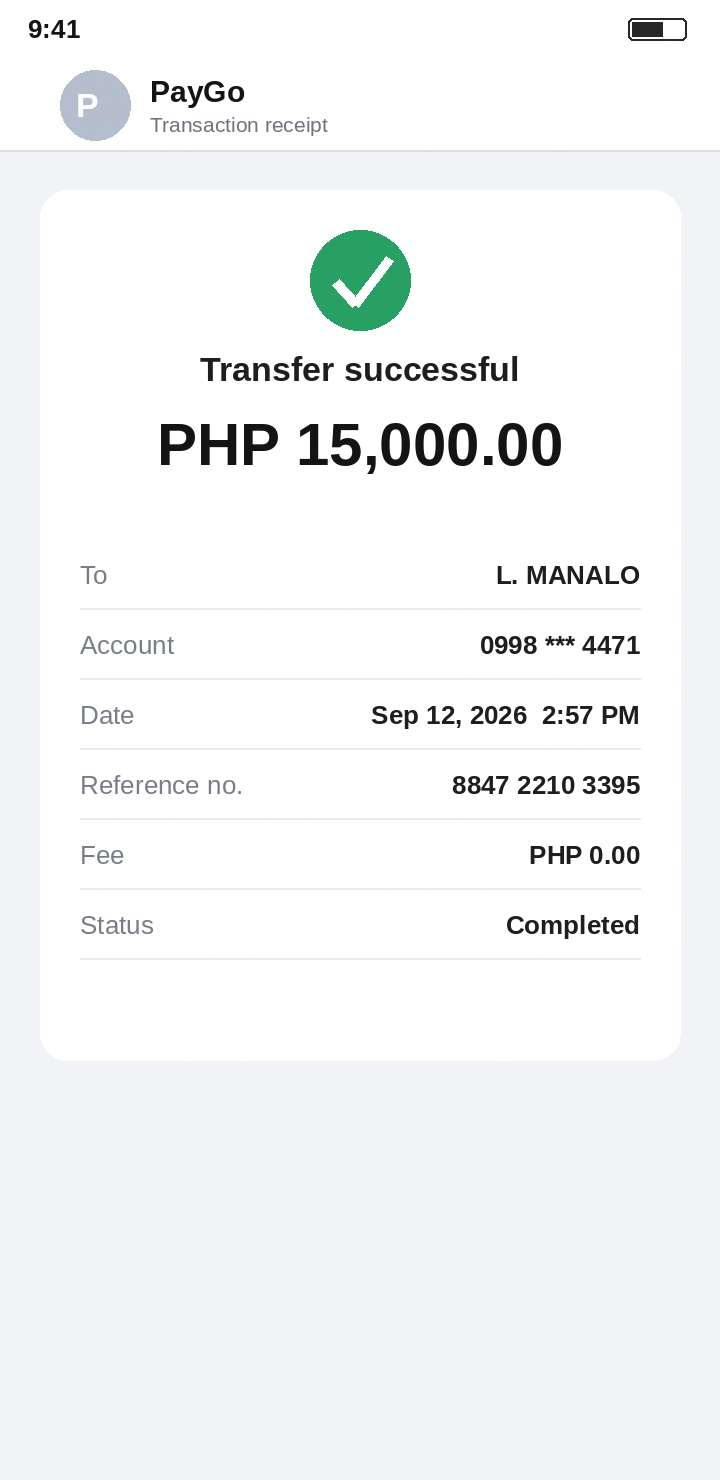 9:41
P
PayGo
Transaction receipt
Transfer successful
PHP 15,000.00
To L. MANALO
Account 0998 *** 4471
Date Sep 12, 2026 2:57 PM
Reference no. 8847 2210 3395
Fee PHP 0.00
Status Completed